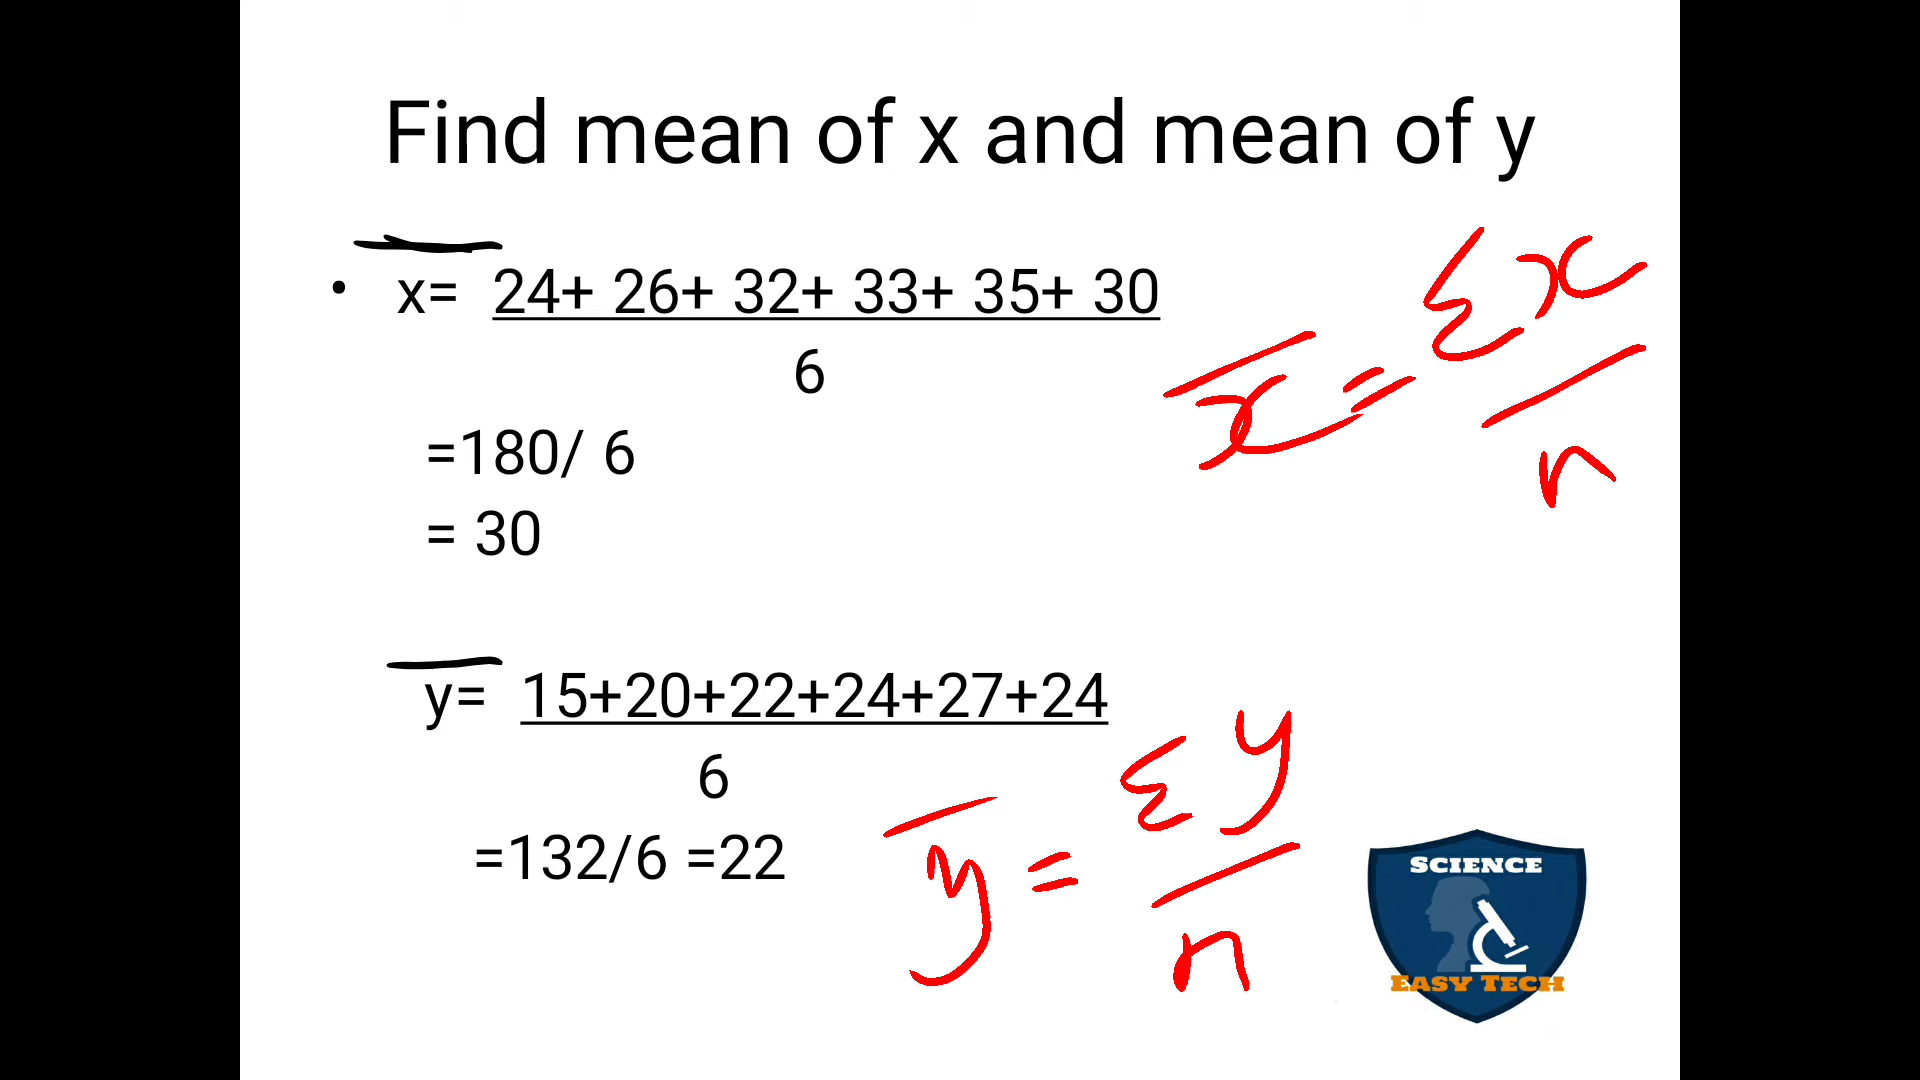 Find mean of x and mean of y
• x= 24+ 26+ 32+ 33+ 35+ 30
6
=180/ 6
= 30
x̅ = Σx
n
y= 15+20+22+24+27+24
6
=132/6 =22
y̅ = Σy
n
SCIENCE
EASY TECH